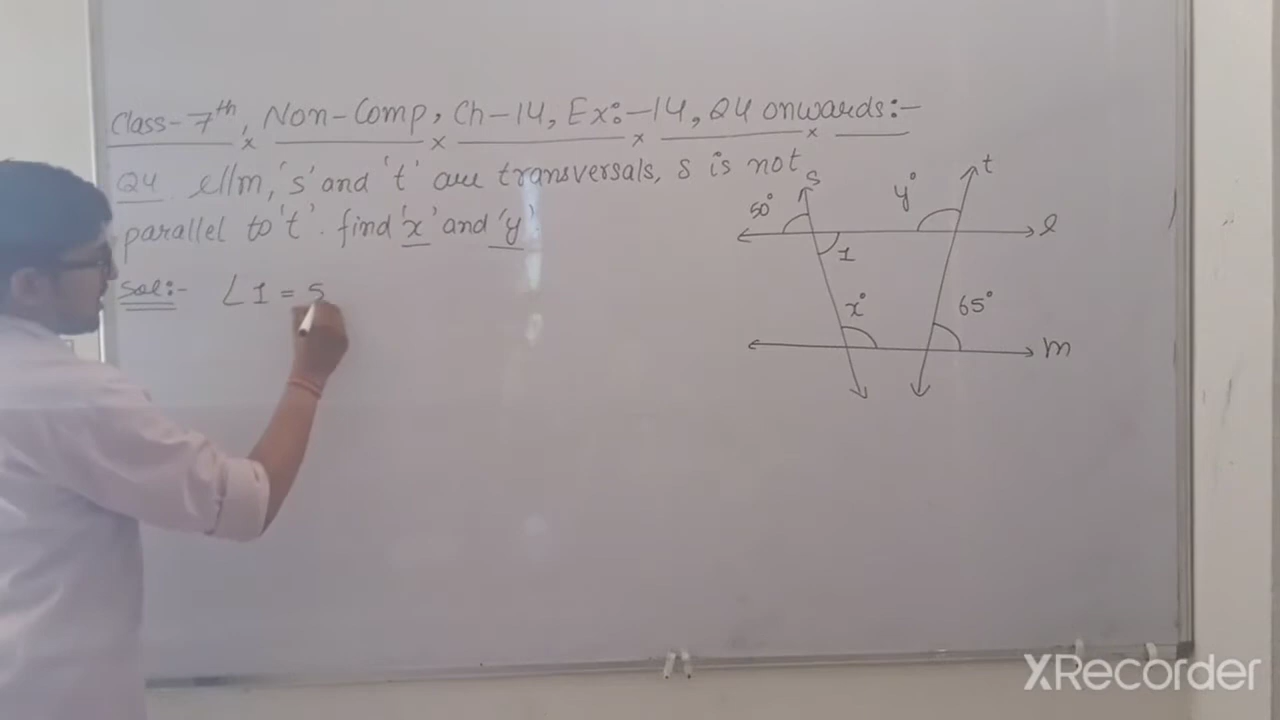 Class-7th, Non-Comp, Ch-14, Ex:-14, Q4 onwards:-
Q4 l||m, 's' and 't' are transversals, s is not
parallel to 't'. find 'x' and 'y'.
Sol:- ∠1 = 5
s
t
50°
y°
l
1
x°
65°
m
XRecorder